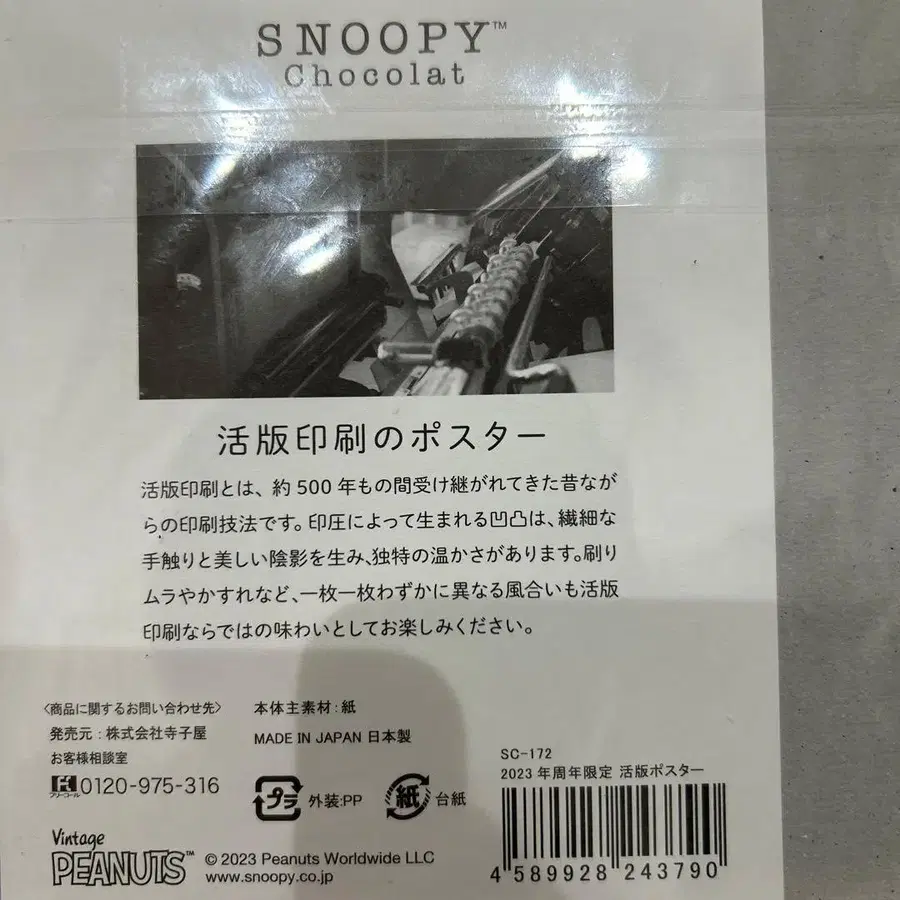 SNOOPY™
Chocolat
活版印刷のポスター
活版印刷とは、約500年もの間受け継がれてきた昔なが
らの印刷技法です。印圧によって生まれる凹凸は、繊細な
手触りと美しい陰影を生み、独特の温かさがあります。刷り
ムラやかすれなど、一枚一枚わずかに異なる風合いも活版
印刷ならではの味わいとしてお楽しみください。
〈商品に関するお問い合わせ先〉
発売元：株式会社寺子屋
お客様相談室
フリーコール 0120-975-316
本体主素材：紙
MADE IN JAPAN 日本製
プラ 外装:PP 紙 台紙
SC-172
2023年周年限定 活版ポスター
4 589928 243790
Vintage
PEANUTS™
© 2023 Peanuts Worldwide LLC
www.snoopy.co.jp